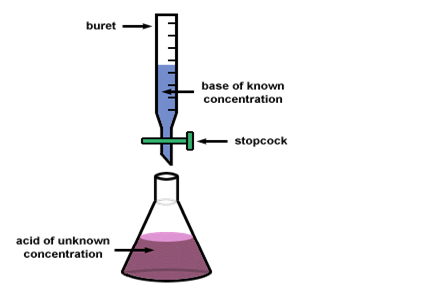 buret
base of known
concentration
stopcock
acid of unknown
concentration